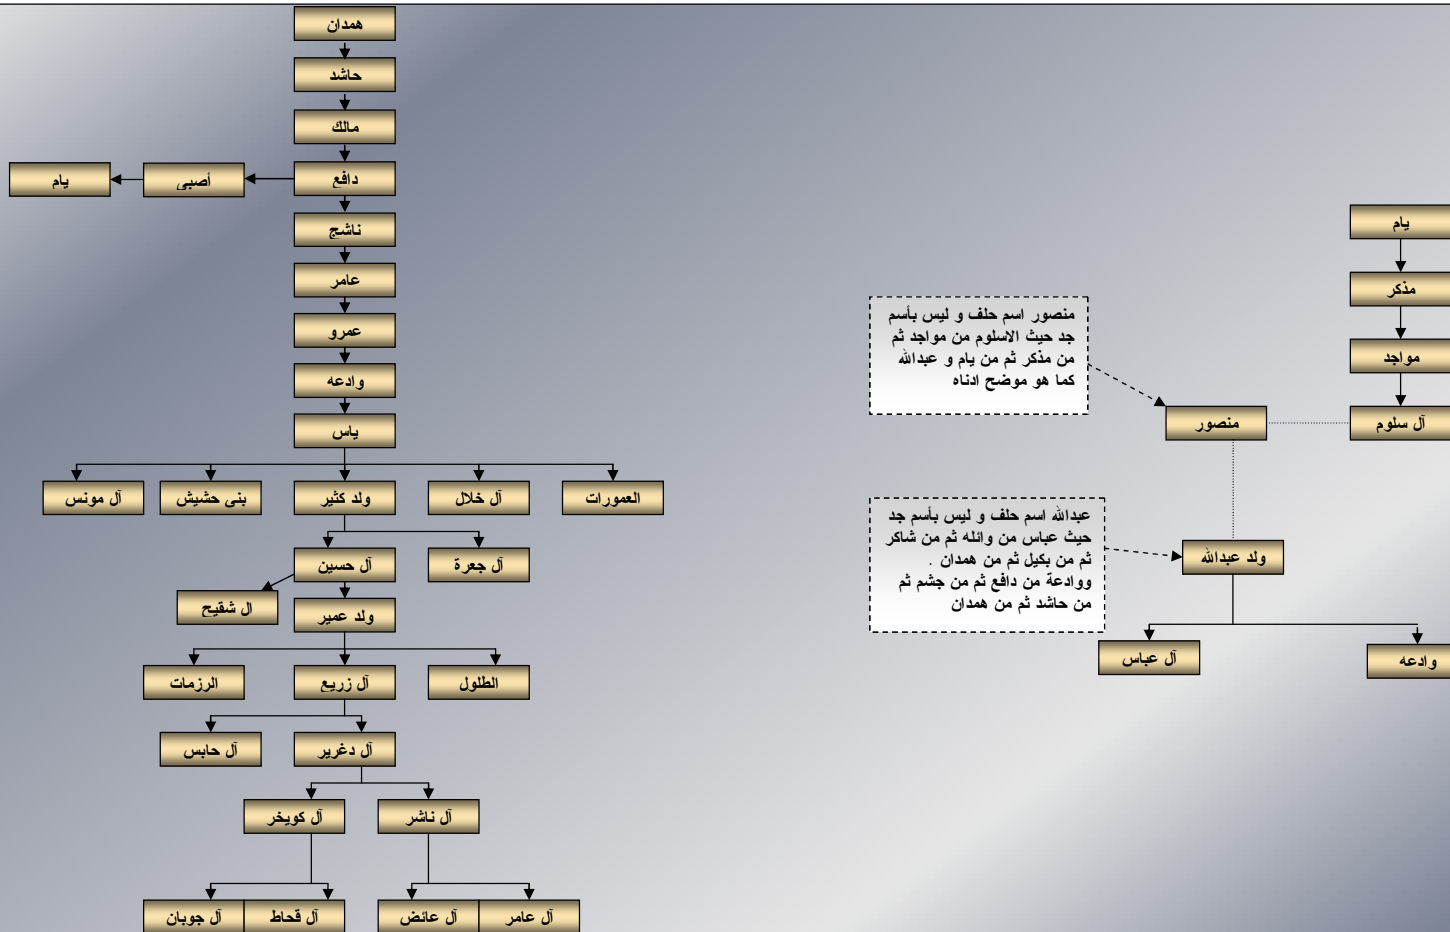 همدان
حاشد
مالك
دافع
أصبى
يام
ناشج
عامر
عمرو
وادعه
ياس
العمورات
آل خلال
ولد كثير
بنى حشيش
آل مونس
آل جعرة
آل حسين
ال شقيح
ولد عمير
الطلول
آل زريع
الرزمات
آل دغرير
آل حابس
آل ناشر
آل كويخر
آل عامر
آل عائض
آل قحاط
آل جوبان
يام
مذكر
مواجد
آل سلوم
منصور
منصور اسم حلف و ليس بأسم
جد حيث الاسلوم من مواجد ثم
من مذكر ثم من يام و عبدالله
كما هو موضح ادناه
ولد عبدالله
عبدالله اسم حلف و ليس بأسم جد
حيث عباس من وائله ثم من شاكر
ثم من بكيل ثم من همدان .
ووادعة من دافع ثم من جشم ثم
من حاشد ثم من همدان
وادعه
آل عباس